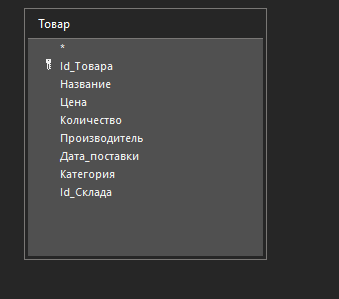 Товар
*
Id_Товара
Название
Цена
Количество
Производитель
Дата_поставки
Категория
Id_Склада